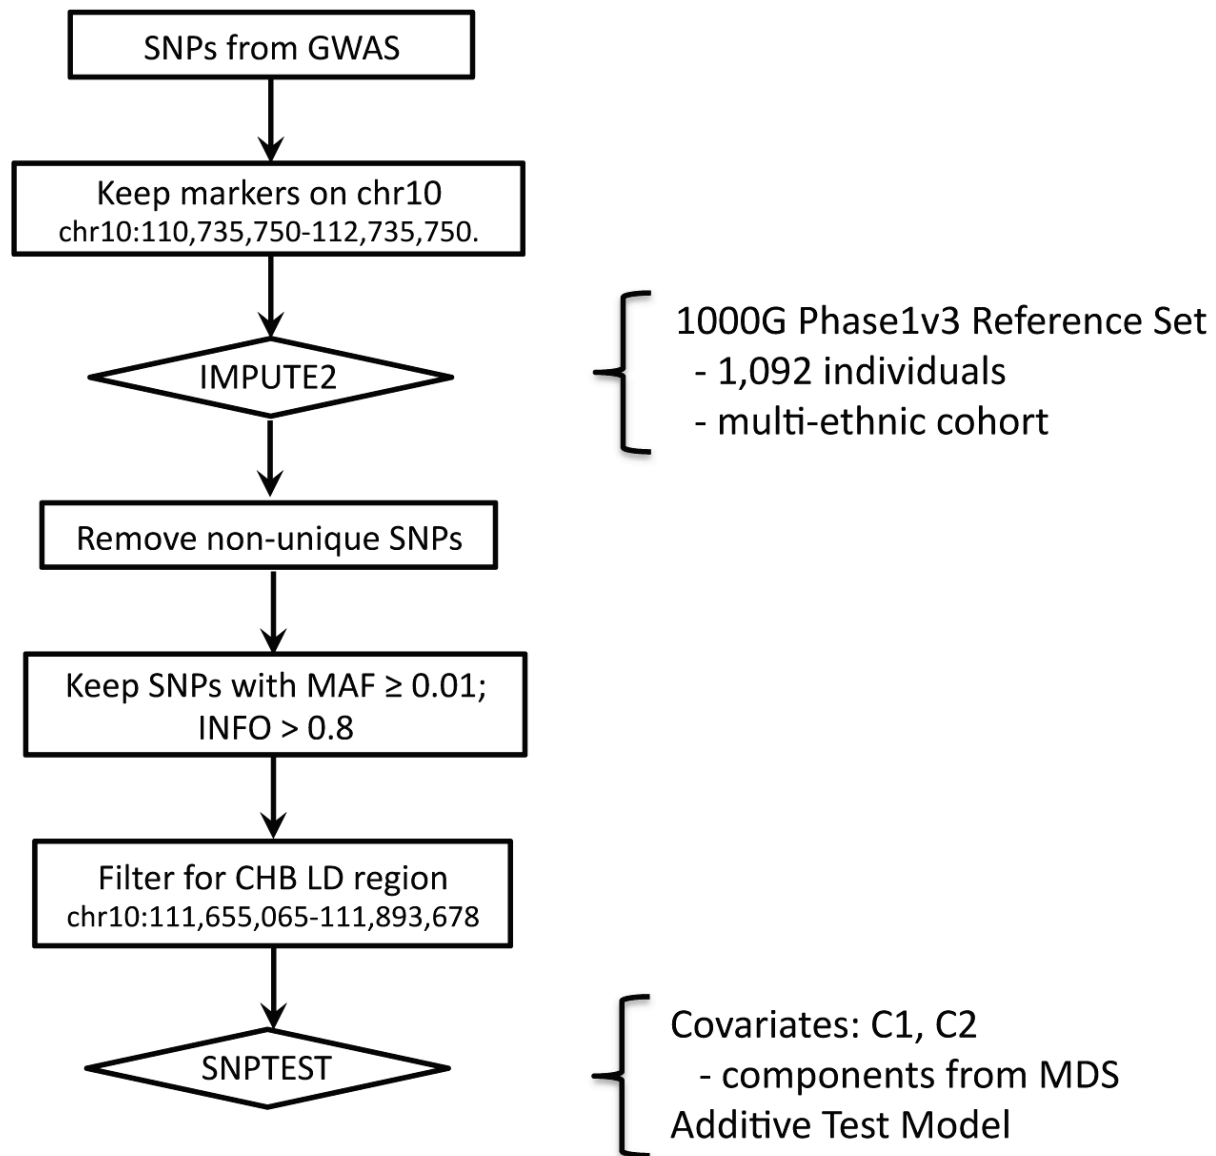 SNPs from GWAS
Keep markers on chr10
chr10:110,735,750-112,735,750.
IMPUTE2
1000G Phase1v3 Reference Set
- 1,092 individuals
- multi-ethnic cohort
Remove non-unique SNPs
Keep SNPs with MAF ≥ 0.01;
INFO > 0.8
Filter for CHB LD region
chr10:111,655,065-111,893,678
SNPTEST
Covariates: C1, C2
- components from MDS
Additive Test Model